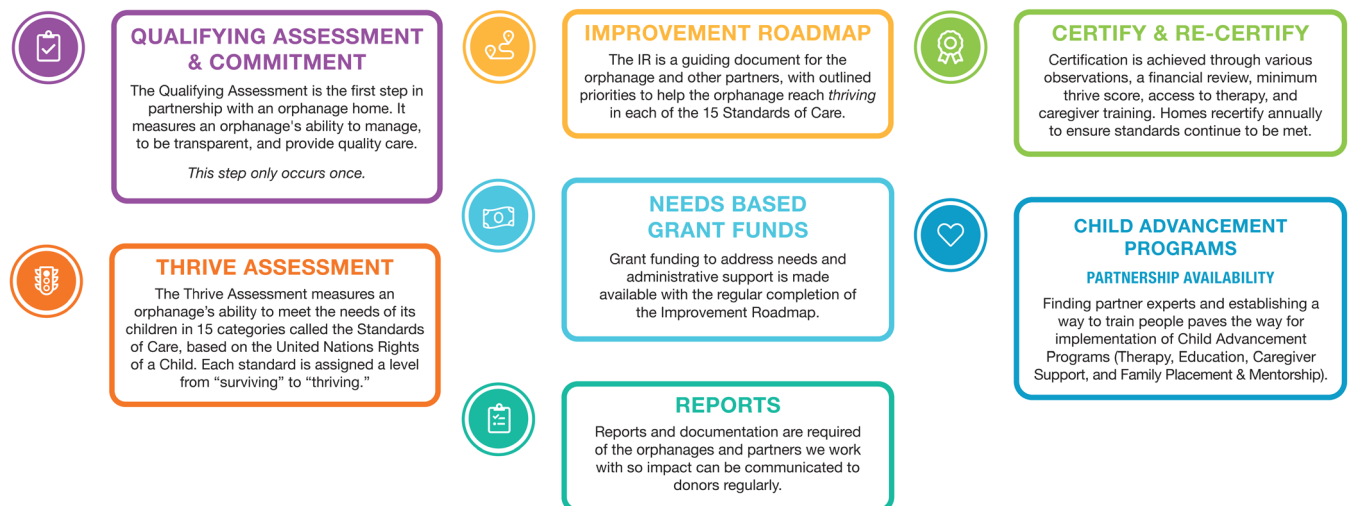 QUALIFYING ASSESSMENT
& COMMITMENT
The Qualifying Assessment is the first step in
partnership with an orphanage home. It
measures an orphanage's ability to manage,
to be transparent, and provide quality care.
This step only occurs once.
THRIVE ASSESSMENT
The Thrive Assessment measures an
orphanage’s ability to meet the needs of its
children in 15 categories called the Standards
of Care, based on the United Nations Rights
of a Child. Each standard is assigned a level
from “surviving” to “thriving.”
IMPROVEMENT ROADMAP
The IR is a guiding document for the
orphanage and other partners, with outlined
priorities to help the orphanage reach thriving
in each of the 15 Standards of Care.
NEEDS BASED
GRANT FUNDS
Grant funding to address needs and
administrative support is made
available with the regular completion of
the Improvement Roadmap.
REPORTS
Reports and documentation are required
of the orphanages and partners we work
with so impact can be communicated to
donors regularly.
CERTIFY & RE-CERTIFY
Certification is achieved through various
observations, a financial review, minimum
thrive score, access to therapy, and
caregiver training. Homes recertify annually
to ensure standards continue to be met.
CHILD ADVANCEMENT
PROGRAMS
PARTNERSHIP AVAILABILITY
Finding partner experts and establishing a
way to train people paves the way for
implementation of Child Advancement
Programs (Therapy, Education, Caregiver
Support, and Family Placement & Mentorship).